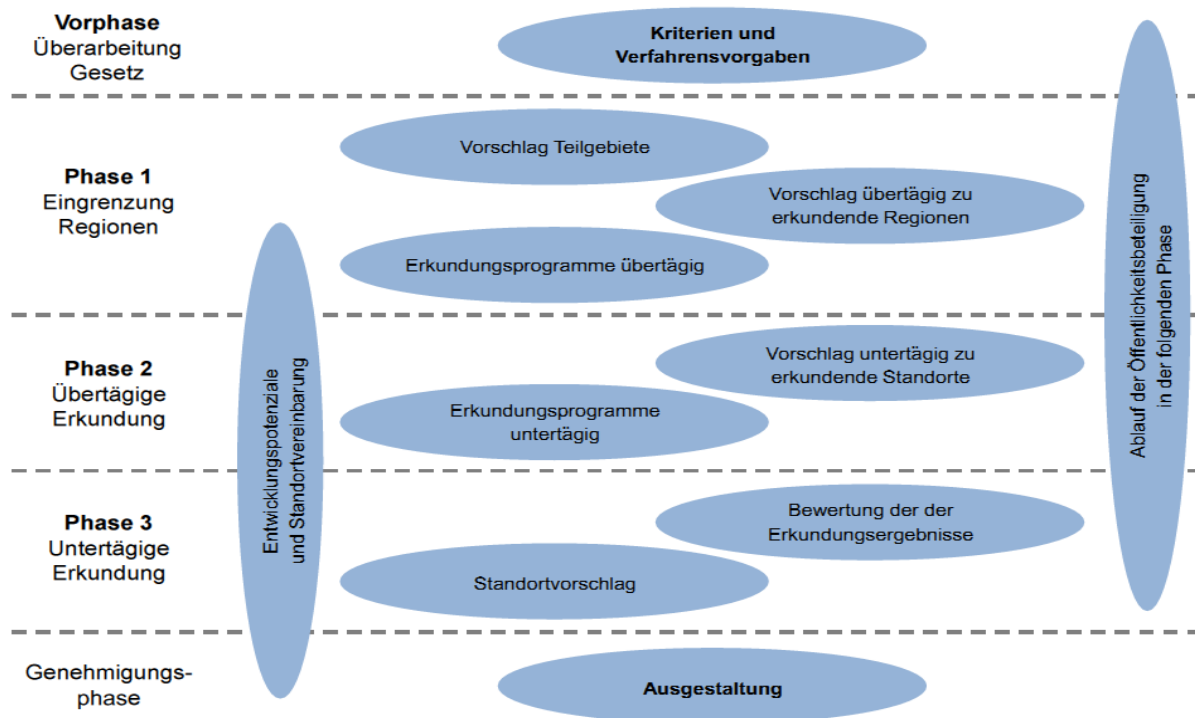 Vorphase
Überarbeitung
Gesetz
Kriterien und
Verfahrensvorgaben
Phase 1
Eingrenzung
Regionen
Vorschlag Teilgebiete
Vorschlag übertägig zu
erkundende Regionen
Erkundungsprogramme übertägig
Phase 2
Übertägige
Erkundung
Vorschlag untertägig zu
erkundende Standorte
Erkundungsprogramme
untertägig
Phase 3
Untertägige
Erkundung
Bewertung der der
Erkundungsergebnisse
Standortvorschlag
Genehmigungs-
phase
Ausgestaltung
Entwicklungspotenziale
und Standortvereinbarung
Ablauf der Öffentlichkeitsbeteiligung
in der folgenden Phase